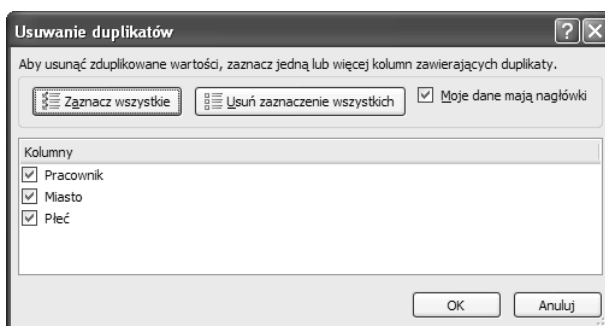 Usuwanie duplikatów
Aby usunąć zduplikowane wartości, zaznacz jedną lub więcej kolumn zawierających duplikaty.
Zaznacz wszystkie Usuń zaznaczenie wszystkich Moje dane mają nagłówki
Kolumny
Pracownik
Miasto
Płeć
OK Anuluj